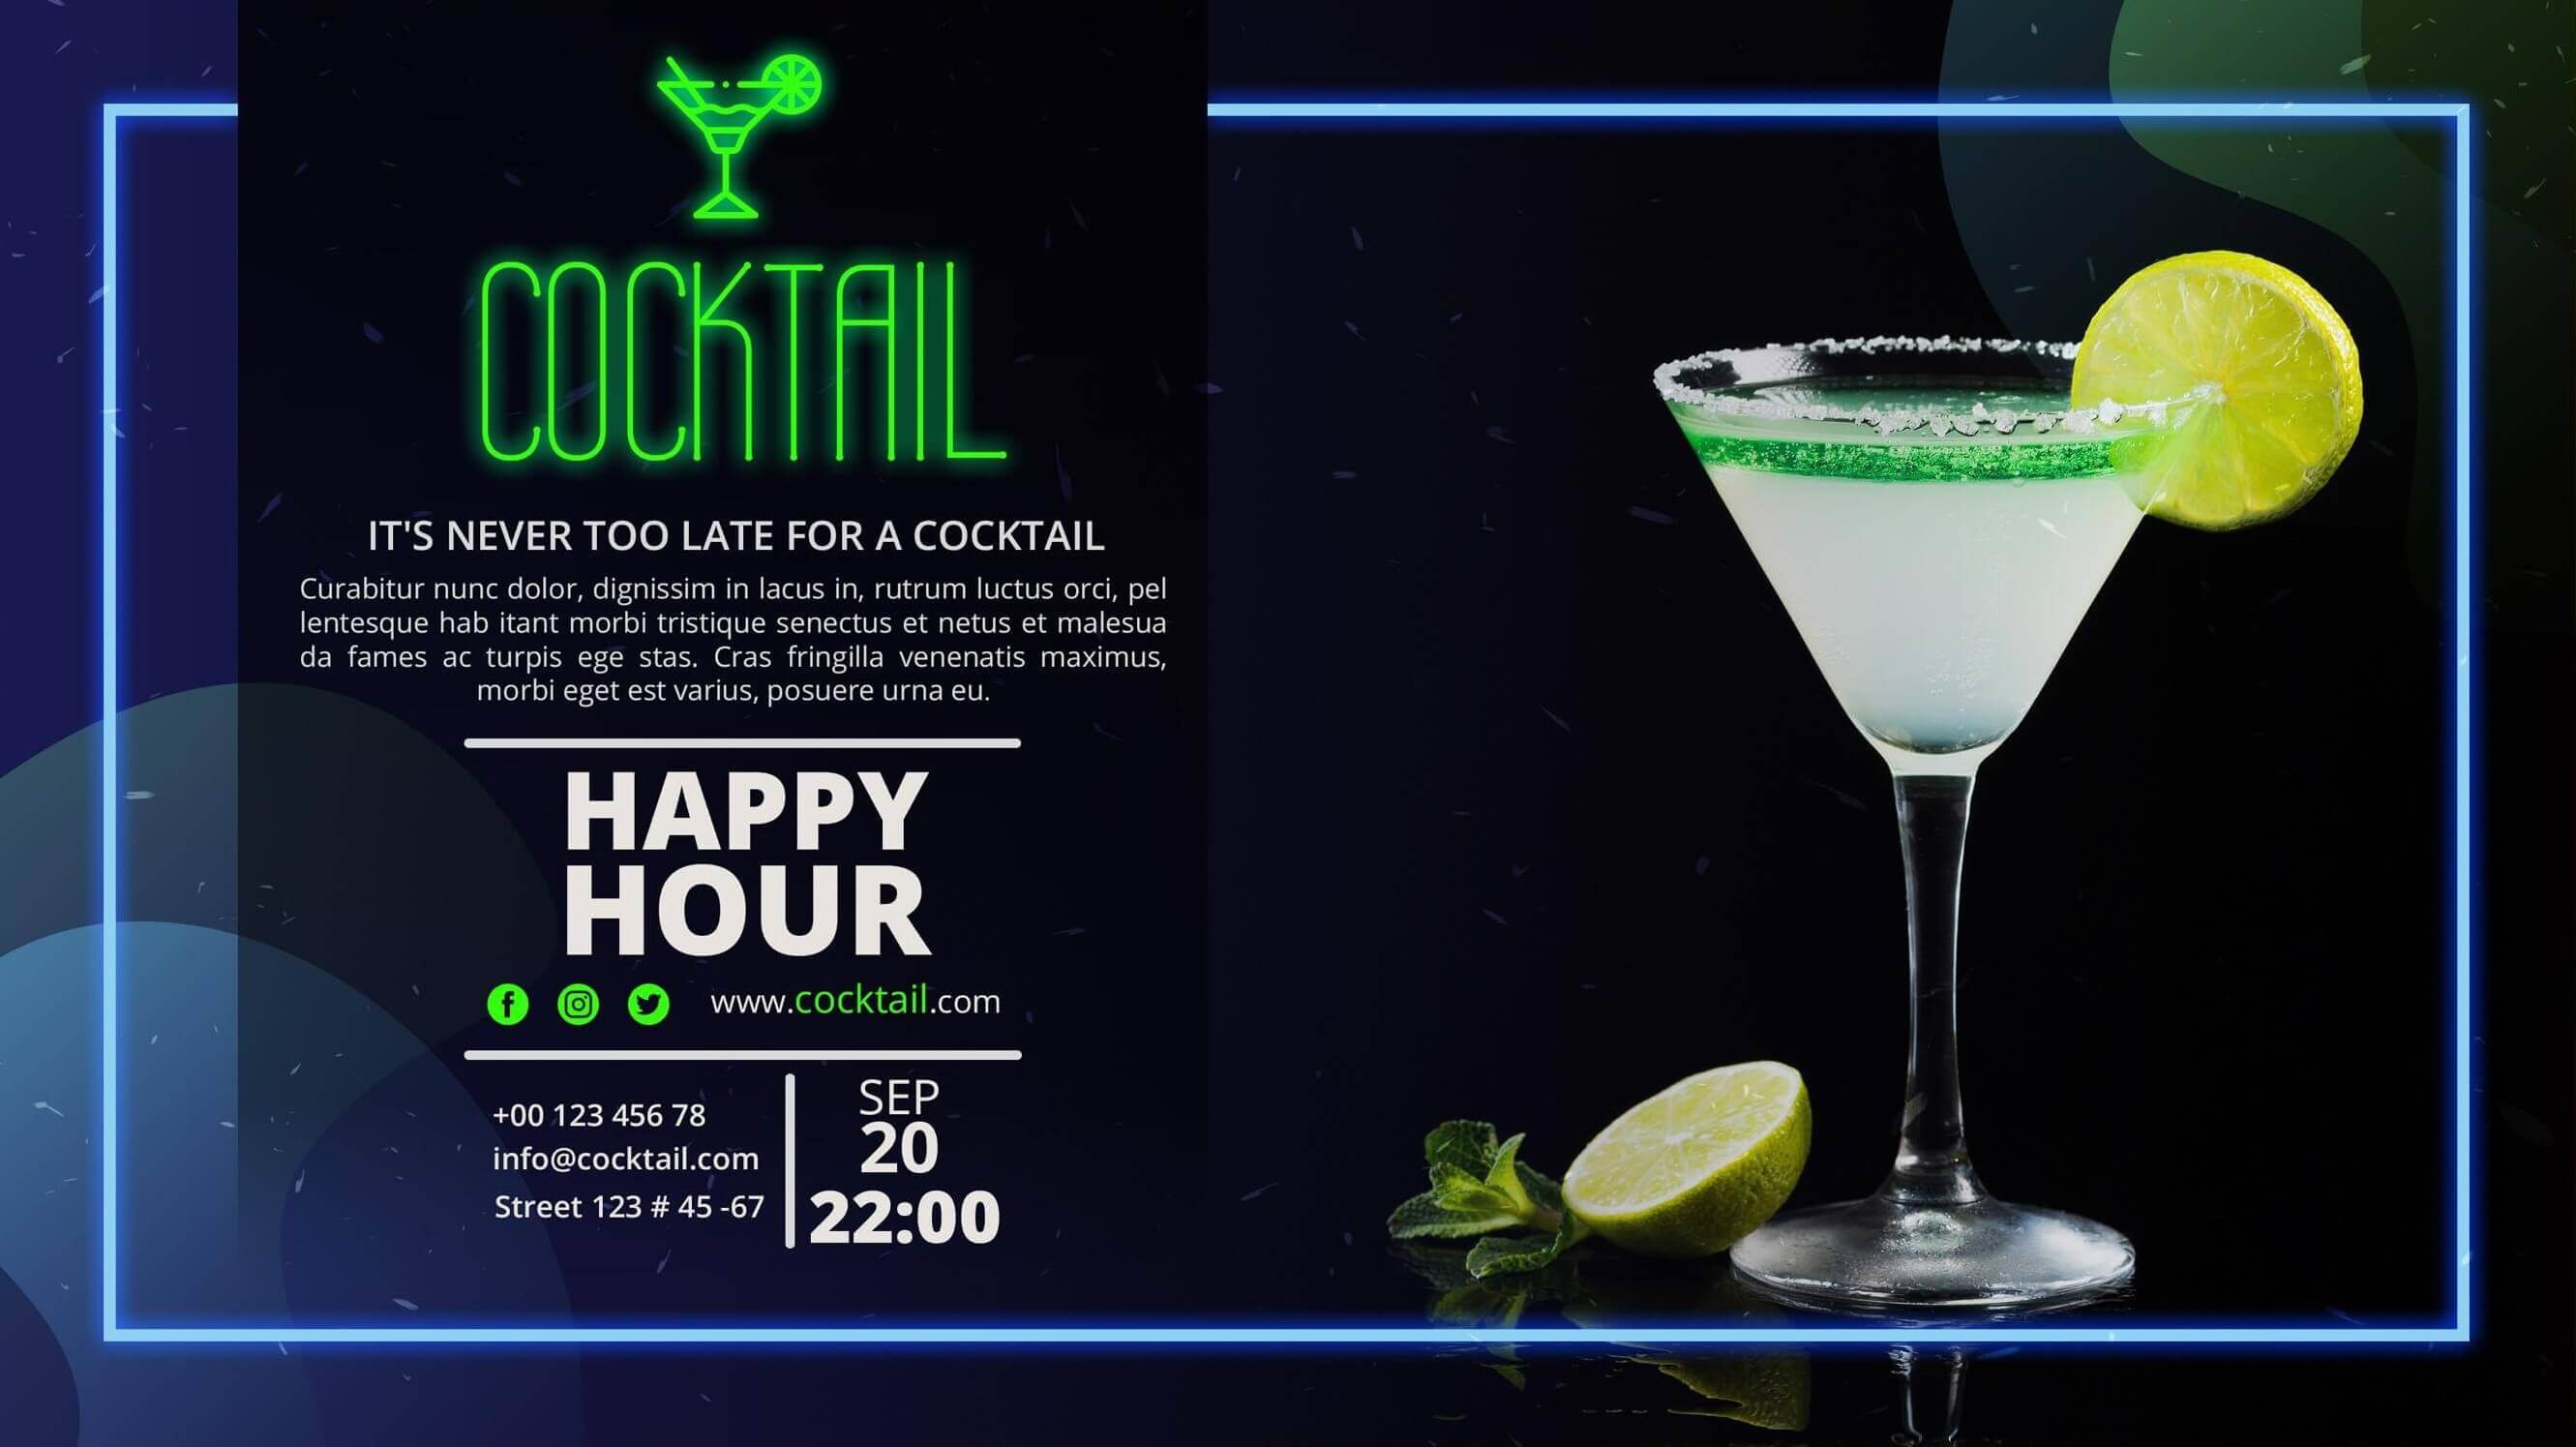 COCKTAIL
IT'S NEVER TOO LATE FOR A COCKTAIL
Curabitur nunc dolor, dignissim in lacus in, rutrum luctus orci, pel
lentesque hab itant morbi tristique senectus et netus et malesua
da fames ac turpis ege stas. Cras fringilla venenatis maximus,
morbi eget est varius, posuere urna eu.
HAPPY
HOUR
www.cocktail.com
+00 123 456 78
info@cocktail.com
Street 123 # 45 -67
SEP
20
22:00